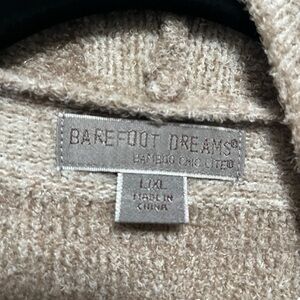 BAREFOOT DREAMS®
BAMBOO CHIC LITE®
L/XL
MADE IN
CHINA